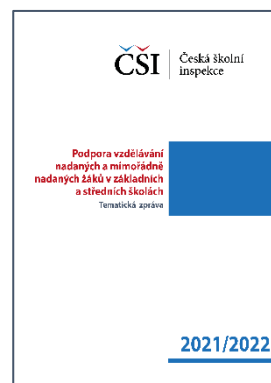 ČŠI
Česká školní
inspekce
Podpora vzdělávání
nadaných a mimořádně
nadaných žáků v základních
a středních školách
Tematická zpráva
2021/2022